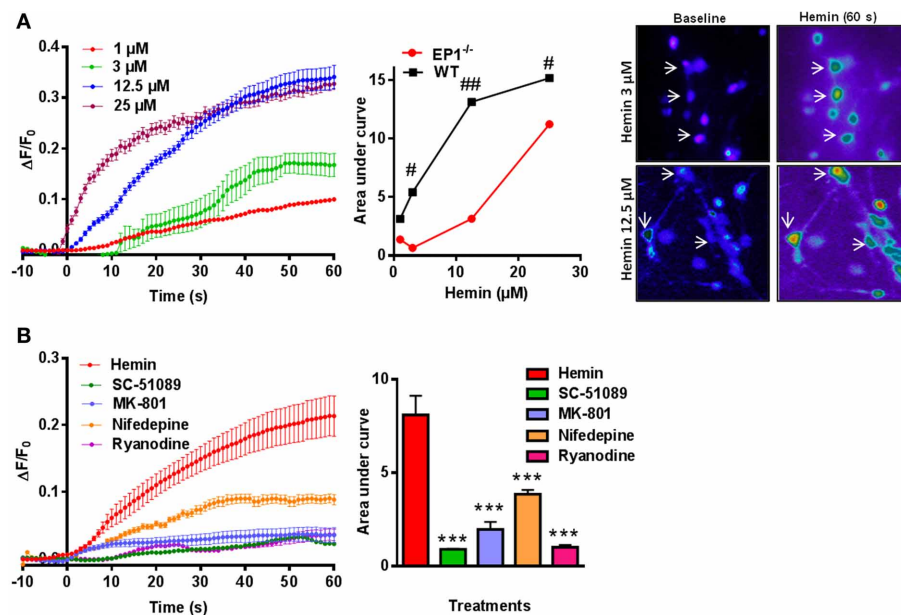 A
1 µM
3 µM
12.5 µM
25 µM
0.4
0.3
0.2
0.1
0.0
ΔF/F0
-10 0 10 20 30 40 50 60
Time (s)
EP1-/-
WT
15
10
5
0
Area under curve
#
#
##
#
0 10 20 30
Hemin (µM)
Baseline Hemin (60 s)
Hemin 3 µM
Hemin 12.5 µM
B
Hemin
SC-51089
MK-801
Nifedepine
Ryanodine
0.3
0.2
0.1
0.0
ΔF/F0
-10 0 10 20 30 40 50 60
Time (s)
10
5
0
Area under curve
***
***
***
***
Treatments
Hemin
SC-51089
MK-801
Nifedepine
Ryanodine